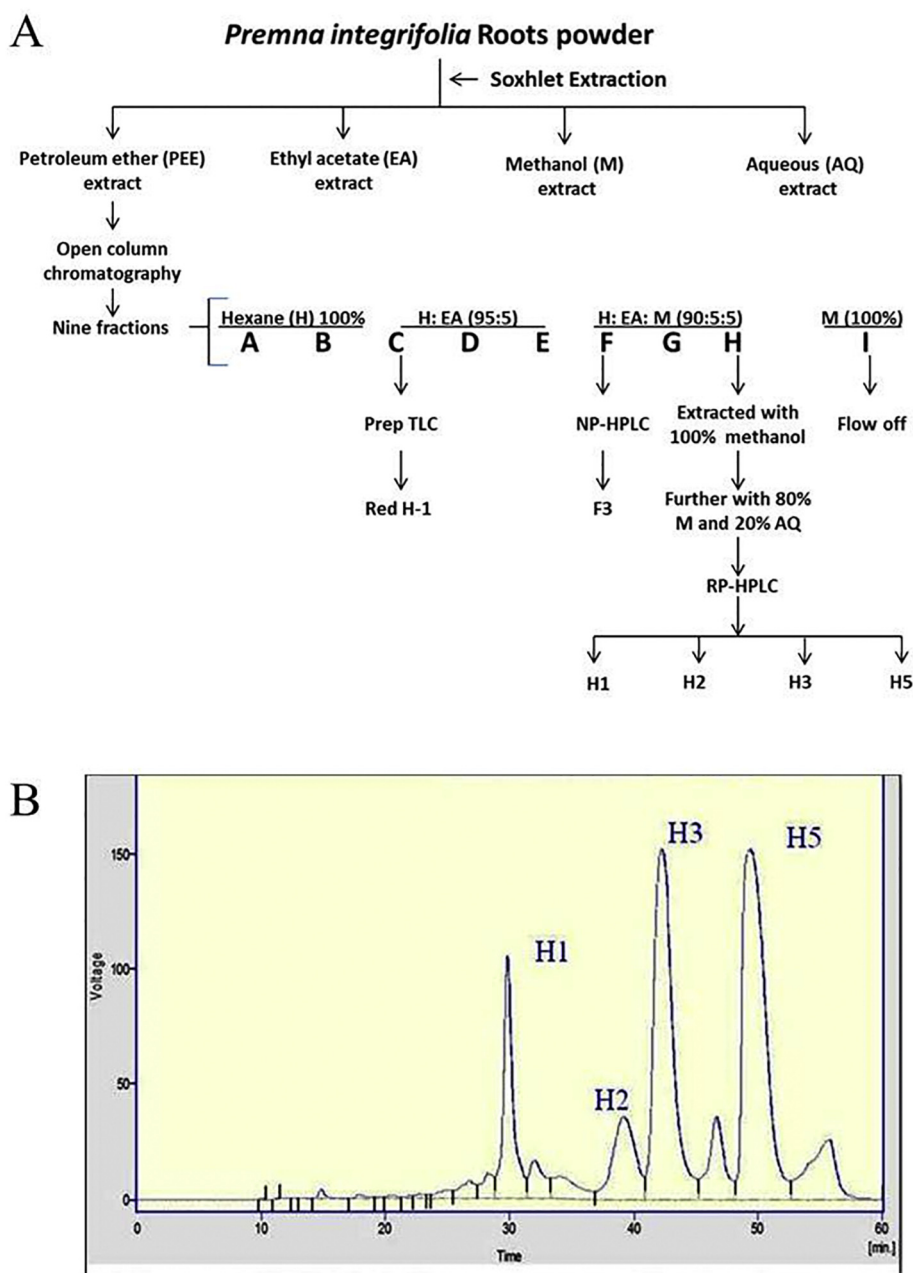 A
Premna integrifolia Roots powder
Soxhlet Extraction
Petroleum ether (PEE)
extract
Ethyl acetate (EA)
extract
Methanol (M)
extract
Aqueous (AQ)
extract
Open column
chromatography
Nine fractions
Hexane (H) 100%
H: EA (95:5)
H: EA: M (90:5:5)
M (100%)
A B C D E F G H I
Prep TLC
NP-HPLC
Extracted with
100% methanol
Flow off
Red H-1
F3
Further with 80%
M and 20% AQ
RP-HPLC
H1 H2 H3 H5
B
H3
H5
150
H1
100
Voltage
H2
50
0
0 10 20 30 40 50 60
Time
[min.]